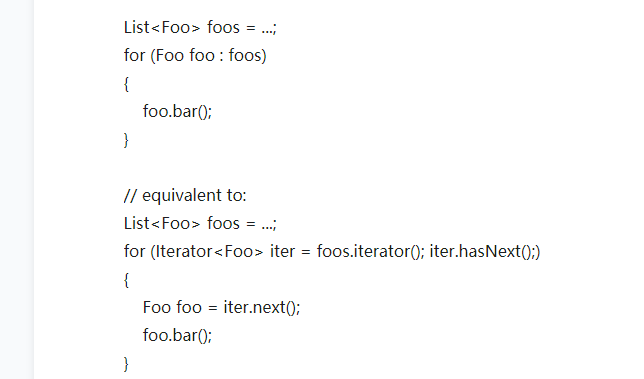 List<Foo> foos = ...;
for (Foo foo : foos)
{
foo.bar();
}
// equivalent to:
List<Foo> foos = ...;
for (Iterator<Foo> iter = foos.iterator(); iter.hasNext();)
{
Foo foo = iter.next();
foo.bar();
}